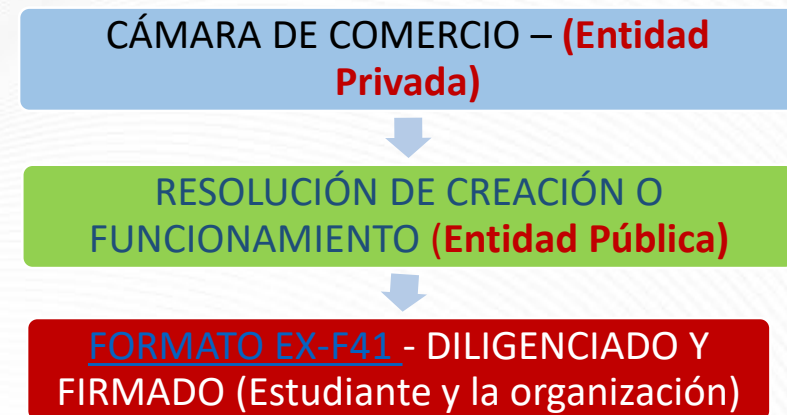 CÁMARA DE COMERCIO – (Entidad
Privada)
RESOLUCIÓN DE CREACIÓN O
FUNCIONAMIENTO (Entidad Pública)
FORMATO EX-F41 - DILIGENCIADO Y
FIRMADO (Estudiante y la organización)